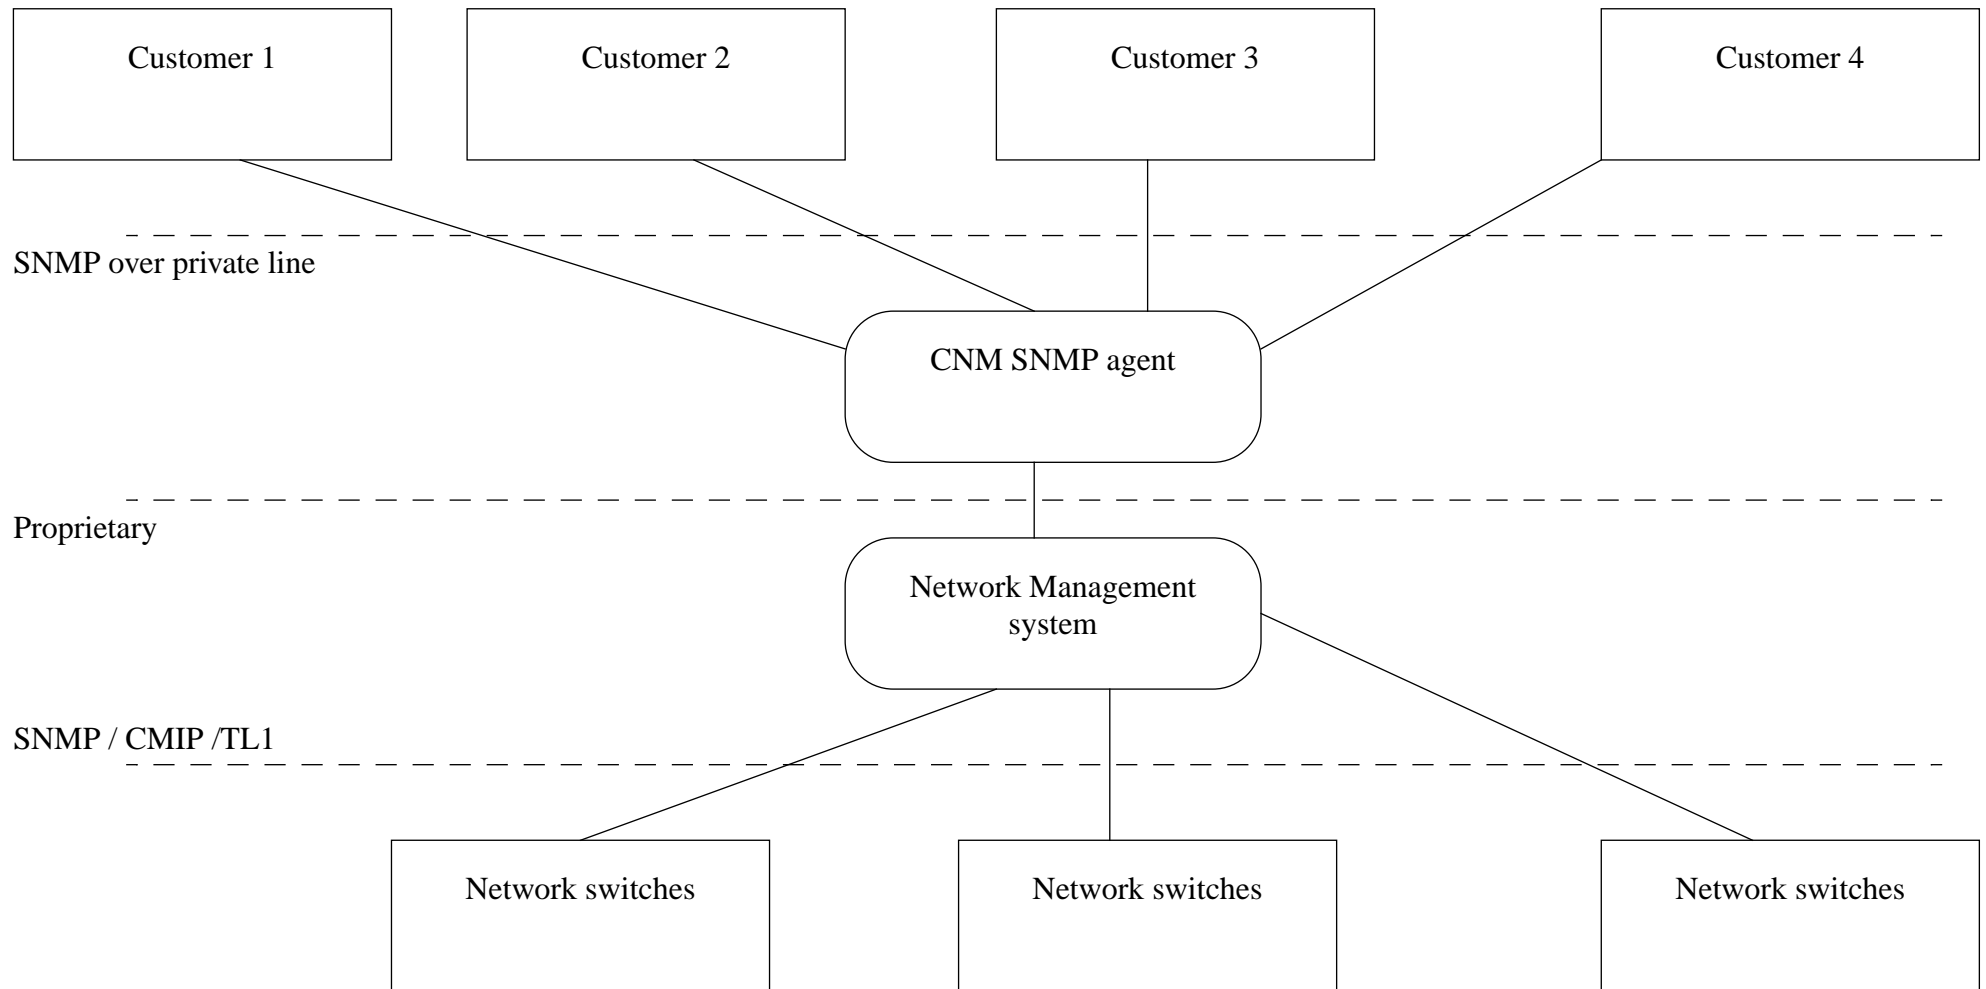 Customer 1
Customer 2
Customer 3
Customer 4
SNMP over private line
CNM SNMP agent
Proprietary
Network Management
system
SNMP / CMIP /TL1
Network switches
Network switches
Network switches